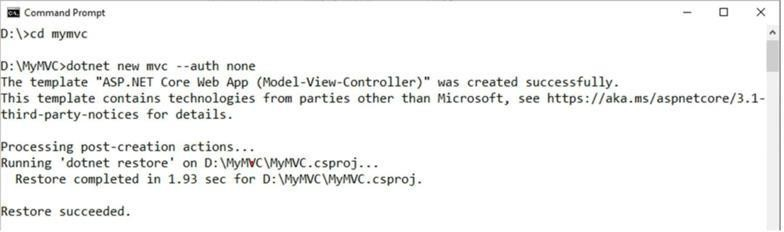 Command Prompt
D:\>cd mymvc
D:\MyMVC>dotnet new mvc --auth none
The template "ASP.NET Core Web App (Model-View-Controller)" was created successfully.
This template contains technologies from parties other than Microsoft, see https://aka.ms/aspnetcore/3.1-
third-party-notices for details.
Processing post-creation actions...
Running 'dotnet restore' on D:\MyMVC\MyMVC.csproj...
  Restore completed in 1.93 sec for D:\MyMVC\MyMVC.csproj.
Restore succeeded.